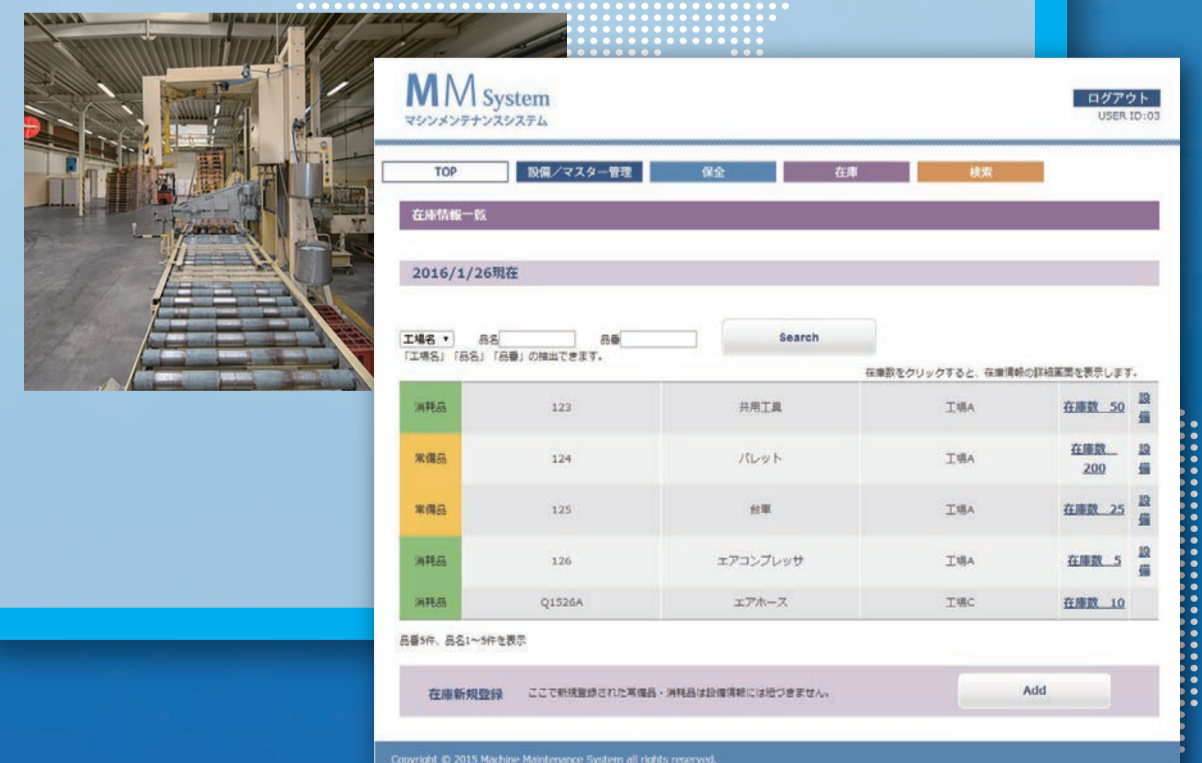 MM System
マシンメンテナンスシステム
ログアウト
USER ID:03
TOP 設備／マスター管理 保全 在庫 検索
在庫情報一覧
2016/1/26現在
工場名 ▼ 品名 品番 Search
「工場名」「品名」「品番」の抽出できます。
在庫数をクリックすると、在庫情報の詳細画面を表示します。
消耗品 123 共用工具 工場A 在庫数 50 設備
常備品 124 パレット 工場A 在庫数 200 設備
常備品 125 台車 工場A 在庫数 25 設備
消耗品 126 エアコンプレッサ 工場A 在庫数 5 設備
消耗品 Q1526A エアホース 工場C 在庫数 10
品番5件、品名1〜5件を表示
在庫新規登録 ここで新規登録された常備品・消耗品は設備情報には紐づきません。 Add
Copyright © 2015 Machine Maintenance System all rights reserved.